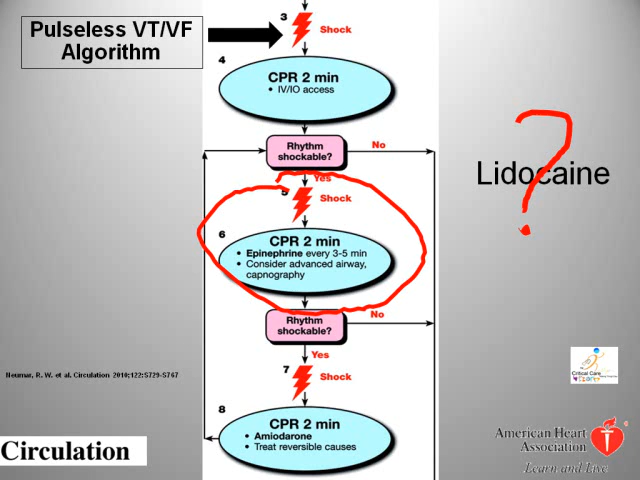 Pulseless VT/VF
Algorithm
3
Shock
4
CPR 2 min
• IV/IO access
Rhythm
shockable?
No
Yes
5
Shock
6
CPR 2 min
• Epinephrine every 3-5 min
• Consider advanced airway,
capnography
Rhythm
shockable?
No
Yes
7
Shock
8
CPR 2 min
• Amiodarone
• Treat reversible causes
?
Lidocaine
Neumar, R. W. et al. Circulation 2010;122:S729-S767
Circulation
Critical Care
American Heart
Association
Learn and Live